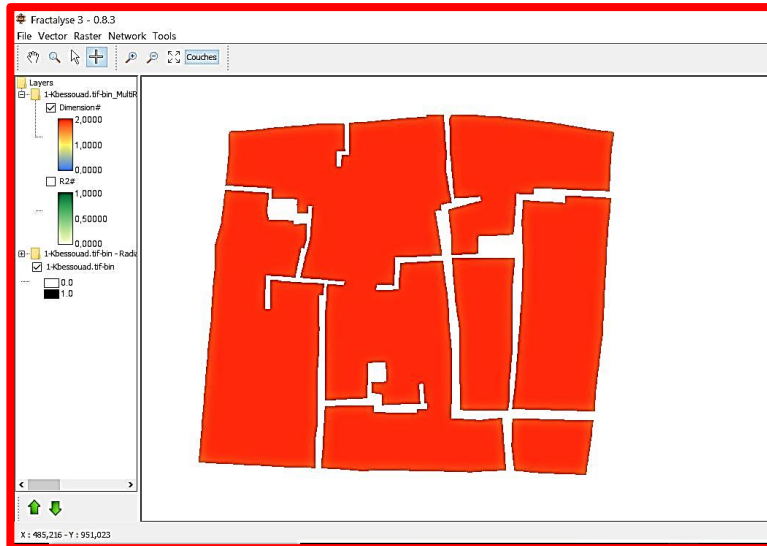 Fractalyse 3 - 0.8.3
File Vector Raster Network Tools
Couches
Layers
1-Kbessouad.tif-bin_MultiR
Dimension#
2,0000
1,0000
0,0000
R2#
1,0000
0,50000
0,0000
1-Kbessouad.tif-bin - Radia
1-Kbessouad.tif-bin
0.0
1.0
X : 485,216 - Y : 951,023